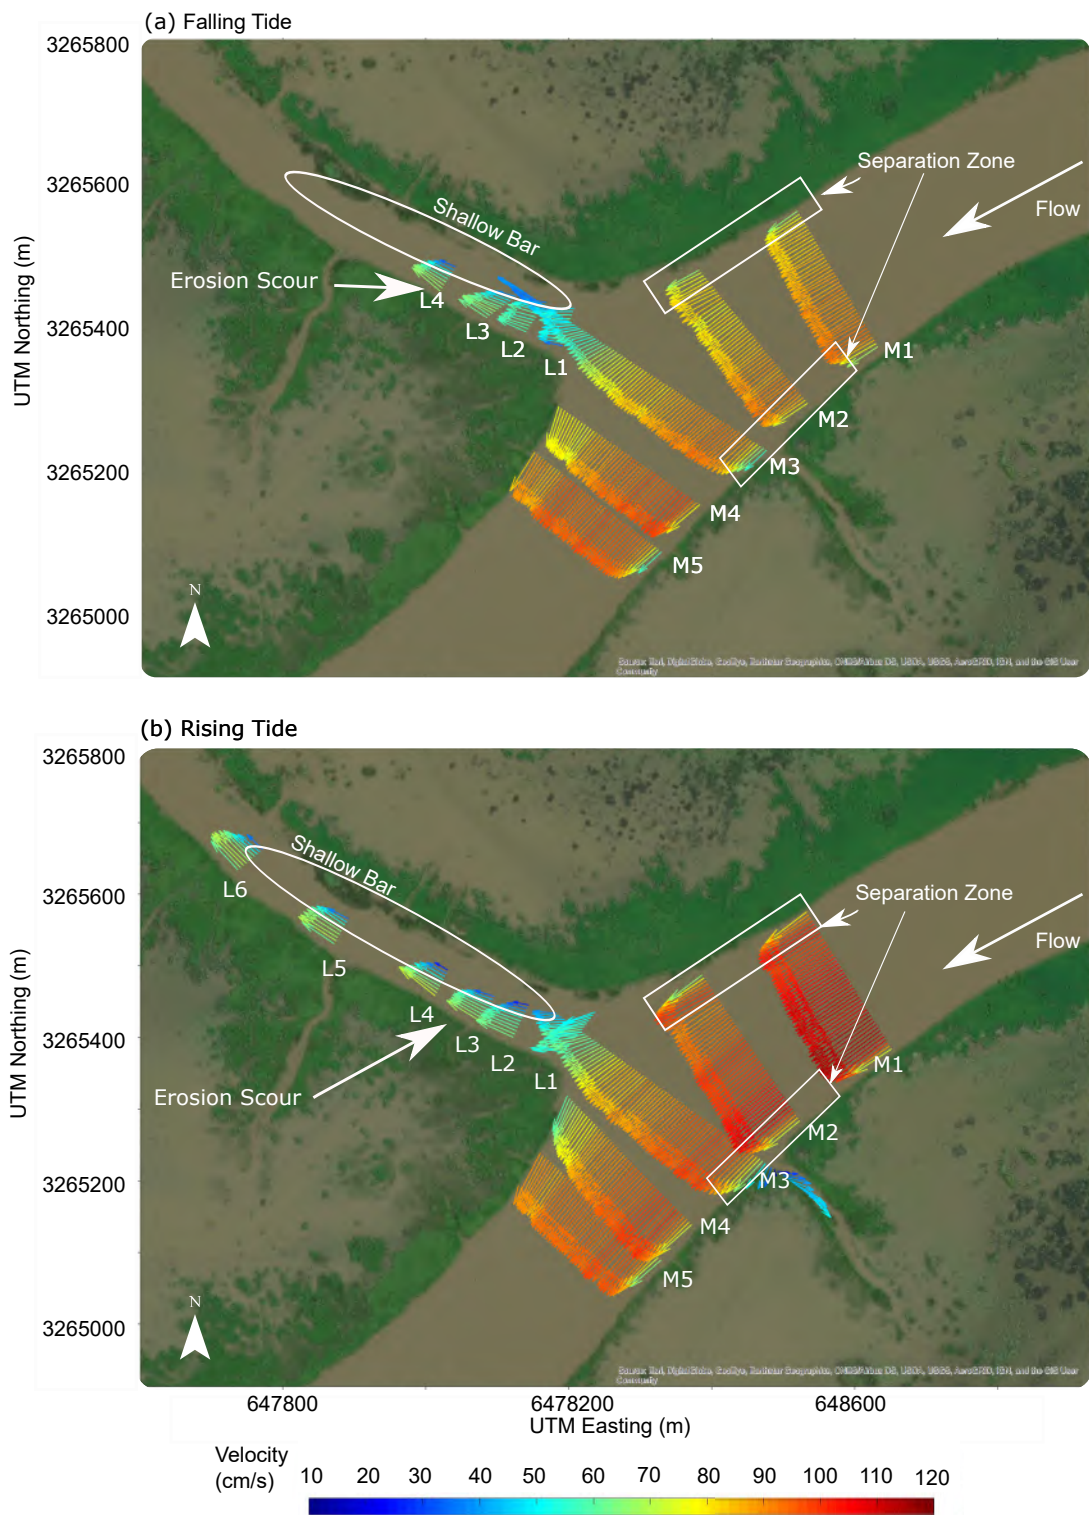 (a) Falling Tide
3265800
3265600
3265400
3265200
3265000
UTM Northing (m)
Separation Zone
Flow
Shallow Bar
Erosion Scour
L4
L3
L2
L1
M1
M2
M3
M4
M5
N
(b) Rising Tide
3265800
3265600
3265400
3265200
3265000
UTM Northing (m)
Shallow Bar
Separation Zone
Flow
L6
L5
L4
L3
L2
L1
Erosion Scour
M1
M2
M3
M4
M5
N
647800
6478200
648600
UTM Easting (m)
Velocity
(cm/s)
10 20 30 40 50 60 70 80 90 100 110 120